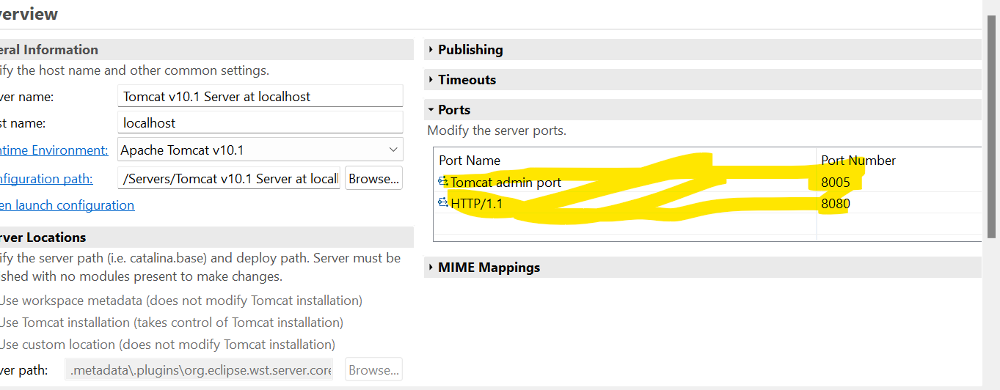 verview
eral Information
ify the host name and other common settings.
ver name: Tomcat v10.1 Server at localhost
st name: localhost
ntime Environment: Apache Tomcat v10.1
nfiguration path: /Servers/Tomcat v10.1 Server at locall Browse...
en launch configuration
rver Locations
ify the server path (i.e. catalina.base) and deploy path. Server must be
ished with no modules present to make changes.
Use workspace metadata (does not modify Tomcat installation)
Use Tomcat installation (takes control of Tomcat installation)
Use custom location (does not modify Tomcat installation)
ver path: .metadata\.plugins\org.eclipse.wst.server.core Browse...
Publishing
Timeouts
Ports
Modify the server ports.
Port Name Port Number
Tomcat admin port 8005
HTTP/1.1 8080
MIME Mappings